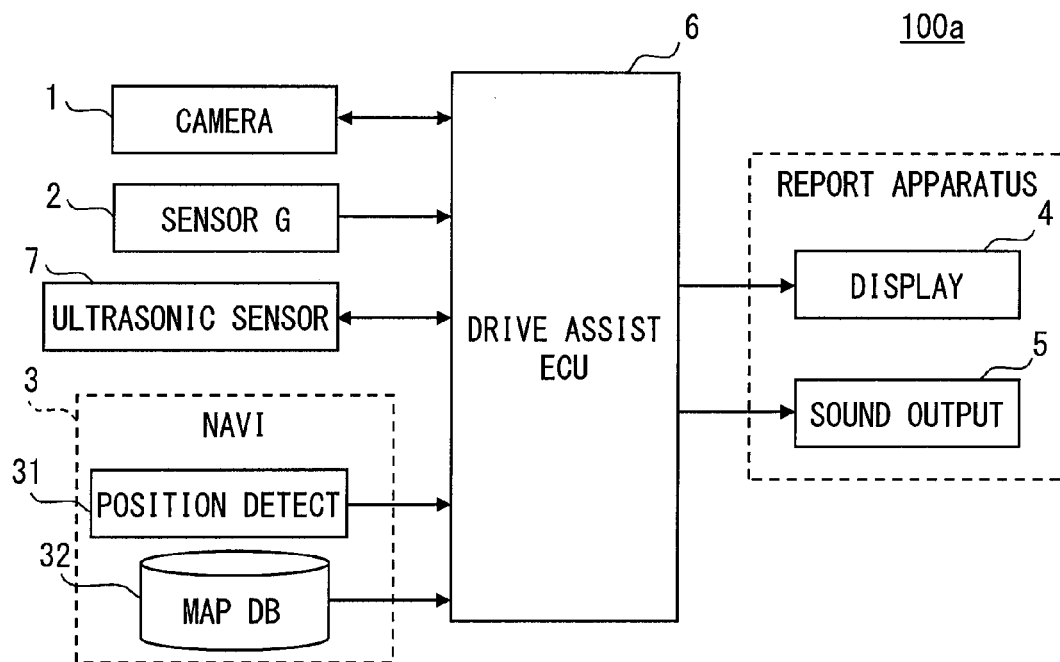 100a
6
1
CAMERA
2
SENSOR G
7
ULTRASONIC SENSOR
DRIVE ASSIST
ECU
3
NAVI
31
POSITION DETECT
32
MAP DB
REPORT APPARATUS
4
DISPLAY
5
SOUND OUTPUT